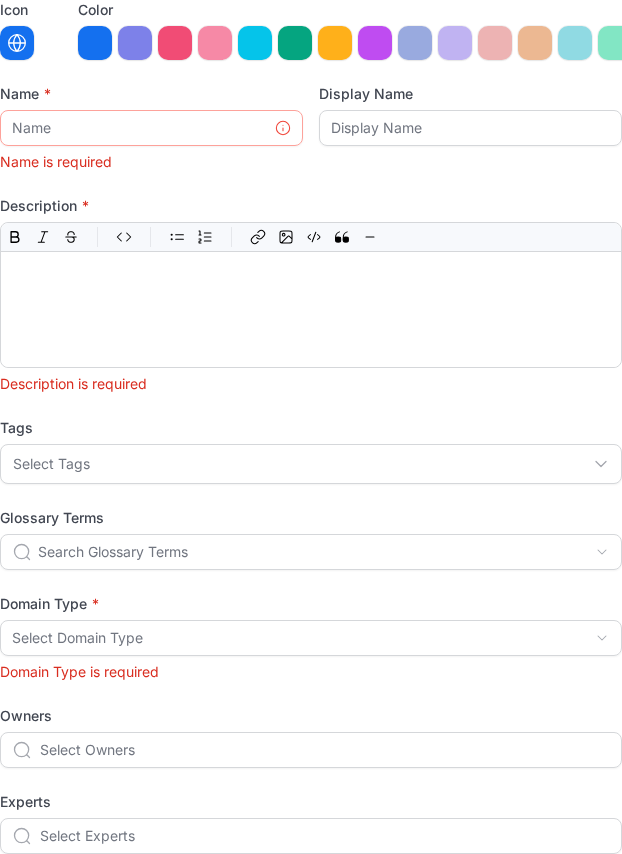 Icon
Color
Name *
Display Name
Name
Display Name
Name is required
Description *
Description is required
Tags
Select Tags
Glossary Terms
Search Glossary Terms
Domain Type *
Select Domain Type
Domain Type is required
Owners
Select Owners
Experts
Select Experts